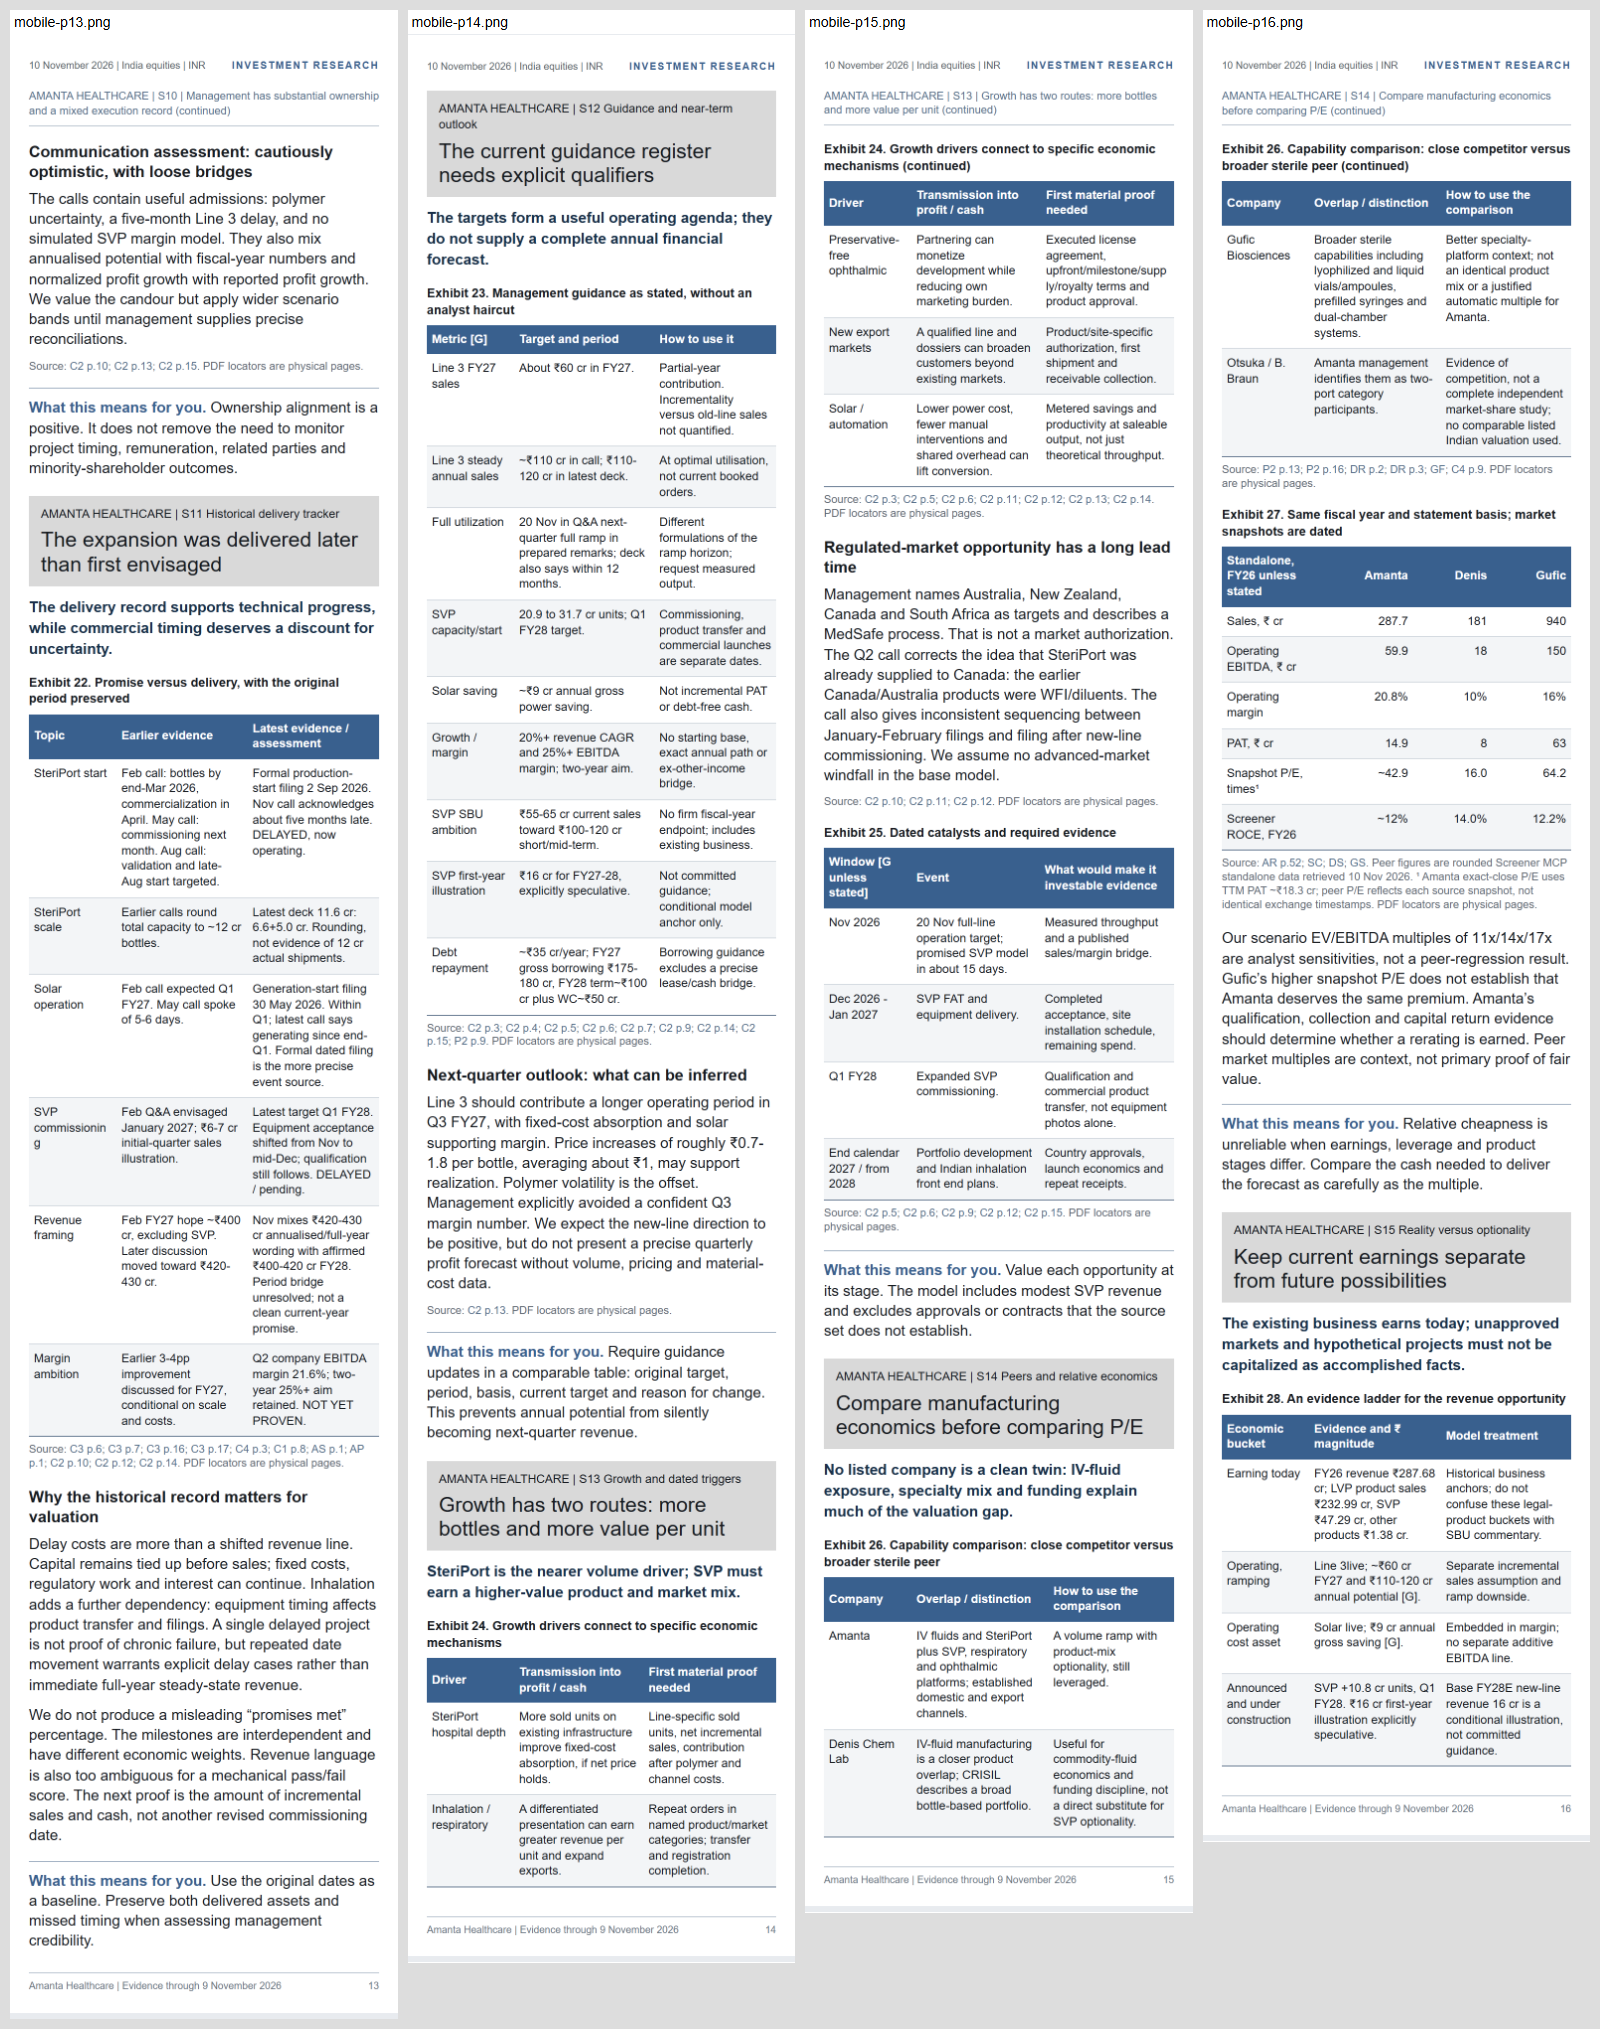 mobile-p13.png
10 November 2026 | India equities | INR INVESTMENT RESEARCH
AMANTA HEALTHCARE | S10 | Management has substantial ownership
and a mixed execution record (continued)
Communication assessment: cautiously
optimistic, with loose bridges
The calls contain useful admissions: polymer
uncertainty, a five-month Line 3 delay, and no
simulated SVP margin model. They also mix
annualised potential with fiscal-year numbers and
normalized profit growth with reported profit growth.
We value the candour but apply wider scenario
bands until management supplies precise
reconciliations.
Source: C2 p.10; C2 p.13; C2 p.15. PDF locators are physical pages.
What this means for you. Ownership alignment is a
positive. It does not remove the need to monitor
project timing, remuneration, related parties and
minority-shareholder outcomes.
AMANTA HEALTHCARE | S11 Historical delivery tracker
The expansion was delivered later
than first envisaged
The delivery record supports technical progress,
while commercial timing deserves a discount for
uncertainty.
Exhibit 22. Promise versus delivery, with the original
period preserved
Topic
Earlier evidence
Latest evidence /
assessment
SteriPort start
Feb call: bottles by
end-Mar 2026,
commercialization in
April. May call:
commissioning next
month. Aug call:
validation and late-
Aug start targeted.
Formal production-
start filing 2 Sep 2026.
Nov call acknowledges
about five months late.
DELAYED, now
operating.
SteriPort
scale
Earlier calls round
total capacity to ~12 cr
bottles.
Latest deck 11.6 cr:
6.6+5.0 cr. Rounding,
not evidence of 12 cr
actual shipments.
Solar
operation
Feb call expected Q1
FY27. May call spoke
of 5-6 days.
Generation-start filing
30 May 2026. Within
Q1; latest call says
generating since end-
Q1. Formal dated filing
is the more precise
event source.
SVP
commissionin
g
Feb Q&A envisaged
January 2027; ₹6-7 cr
initial-quarter sales
illustration.
Latest target Q1 FY28.
Equipment acceptance
shifted from Nov to
mid-Dec; qualification
still follows. DELAYED
/ pending.
Revenue
framing
Feb FY27 hope ~₹400
cr, excluding SVP.
Later discussion
moved toward ₹420-
430 cr.
Nov mixes ₹420-430
cr annualised/full-year
wording with affirmed
₹400-420 cr FY28.
Period bridge
unresolved; not a
clean current-year
promise.
Margin
ambition
Earlier 3-4pp
improvement
discussed for FY27,
conditional on scale
and costs.
Q2 company EBITDA
margin 21.6%; two-
year 25%+ aim
retained. NOT YET
PROVEN.
Source: C3 p.6; C3 p.7; C3 p.16; C3 p.17; C4 p.3; C1 p.8; AS p.1; AP
p.1; C2 p.10; C2 p.12; C2 p.14. PDF locators are physical pages.
Why the historical record matters for
valuation
Delay costs are more than a shifted revenue line.
Capital remains tied up before sales; fixed costs,
regulatory work and interest can continue. Inhalation
adds a further dependency: equipment timing affects
product transfer and filings. A single delayed project
is not proof of chronic failure, but repeated date
movement warrants explicit delay cases rather than
immediate full-year steady-state revenue.
We do not produce a misleading “promises met”
percentage. The milestones are interdependent and
have different economic weights. Revenue language
is also too ambiguous for a mechanical pass/fail
score. The next proof is the amount of incremental
sales and cash, not another revised commissioning
date.
What this means for you. Use the original dates as
a baseline. Preserve both delivered assets and
missed timing when assessing management
credibility.
Amanta Healthcare | Evidence through 9 November 2026 13
mobile-p14.png
10 November 2026 | India equities | INR INVESTMENT RESEARCH
AMANTA HEALTHCARE | S12 Guidance and near-term
outlook
The current guidance register
needs explicit qualifiers
The targets form a useful operating agenda; they
do not supply a complete annual financial
forecast.
Exhibit 23. Management guidance as stated, without an
analyst haircut
Metric [G]
Target and period
How to use it
Line 3 FY27
sales
About ₹60 cr in FY27.
Partial-year
contribution.
Incrementality
versus old-line sales
not quantified.
Line 3 steady
annual sales
~₹110 cr in call; ₹110-
120 cr in latest deck.
At optimal utilisation,
not current booked
orders.
Full utilization
20 Nov in Q&A next-
quarter full ramp in
prepared remarks; deck
also says within 12
months.
Different
formulations of the
ramp horizon;
request measured
output.
SVP
capacity/start
20.9 to 31.7 cr units; Q1
FY28 target.
Commissioning,
product transfer and
commercial launches
are separate dates.
Solar saving
~₹9 cr annual gross
power saving.
Not incremental PAT
or debt-free cash.
Growth /
margin
20%+ revenue CAGR
and 25%+ EBITDA
margin; two-year aim.
No starting base,
exact annual path or
ex-other-income
bridge.
SVP SBU
ambition
₹55-65 cr current sales
toward ₹100-120 cr
short/mid-term.
No firm fiscal-year
endpoint; includes
existing business.
SVP first-year
illustration
₹16 cr for FY27-28,
explicitly speculative.
Not committed
guidance;
conditional model
anchor only.
Debt
repayment
~₹35 cr/year; FY27
gross borrowing ₹175-
180 cr, FY28 term~₹100
cr plus WC~₹50 cr.
Borrowing guidance
excludes a precise
lease/cash bridge.
Source: C2 p.3; C2 p.4; C2 p.5; C2 p.6; C2 p.7; C2 p.9; C2 p.14; C2
p.15; P2 p.9. PDF locators are physical pages.
Next-quarter outlook: what can be inferred
Line 3 should contribute a longer operating period in
Q3 FY27, with fixed-cost absorption and solar
supporting margin. Price increases of roughly ₹0.7-
1.8 per bottle, averaging about ₹1, may support
realization. Polymer volatility is the offset.
Management explicitly avoided a confident Q3
margin number. We expect the new-line direction to
be positive, but do not present a precise quarterly
profit forecast without volume, pricing and material-
cost data.
Source: C2 p.13. PDF locators are physical pages.
What this means for you. Require guidance
updates in a comparable table: original target,
period, basis, current target and reason for change.
This prevents annual potential from silently
becoming next-quarter revenue.
AMANTA HEALTHCARE | S13 Growth and dated triggers
Growth has two routes: more
bottles and more value per unit
SteriPort is the nearer volume driver; SVP must
earn a higher-value product and market mix.
Exhibit 24. Growth drivers connect to specific economic
mechanisms
Driver
Transmission into
profit / cash
First material proof
needed
SteriPort
hospital depth
More sold units on
existing infrastructure
improve fixed-cost
absorption, if net price
holds.
Line-specific sold
units, net incremental
sales, contribution
after polymer and
channel costs.
Inhalation /
respiratory
A differentiated
presentation can earn
greater revenue per
unit and expand
exports.
Repeat orders in
named product/market
categories; transfer
and registration
completion.
Amanta Healthcare | Evidence through 9 November 2026 14
mobile-p15.png
10 November 2026 | India equities | INR INVESTMENT RESEARCH
AMANTA HEALTHCARE | S13 | Growth has two routes: more bottles
and more value per unit (continued)
Exhibit 24. Growth drivers connect to specific economic
mechanisms (continued)
Driver
Transmission into
profit / cash
First material proof
needed
Preservative-
free
ophthalmic
Partnering can
monetize
development while
reducing own
marketing burden.
Executed license
agreement,
upfront/milestone/supp
ly/royalty terms and
product approval.
New export
markets
A qualified line and
dossiers can broaden
customers beyond
existing markets.
Product/site-specific
authorization, first
shipment and
receivable collection.
Solar /
automation
Lower power cost,
fewer manual
interventions and
shared overhead can
lift conversion.
Metered savings and
productivity at saleable
output, not just
theoretical throughput.
Source: C2 p.3; C2 p.5; C2 p.6; C2 p.11; C2 p.12; C2 p.13; C2 p.14.
PDF locators are physical pages.
Regulated-market opportunity has a long lead
time
Management names Australia, New Zealand,
Canada and South Africa as targets and describes a
MedSafe process. That is not a market authorization.
The Q2 call corrects the idea that SteriPort was
already supplied to Canada: the earlier
Canada/Australia products were WFI/diluents. The
call also gives inconsistent sequencing between
January-February filings and filing after new-line
commissioning. We assume no advanced-market
windfall in the base model.
Source: C2 p.10; C2 p.11; C2 p.12. PDF locators are physical pages.
Exhibit 25. Dated catalysts and required evidence
Window [G
unless
stated]
Event
What would make it
investable evidence
Nov 2026
20 Nov full-line
operation target;
promised SVP model
in about 15 days.
Measured throughput
and a published
sales/margin bridge.
Dec 2026 -
Jan 2027
SVP FAT and
equipment delivery.
Completed
acceptance, site
installation schedule,
remaining spend.
Q1 FY28
Expanded SVP
commissioning.
Qualification and
commercial product
transfer, not equipment
photos alone.
End calendar
2027 / from
2028
Portfolio development
and Indian inhalation
front end plans.
Country approvals,
launch economics and
repeat receipts.
Source: C2 p.5; C2 p.6; C2 p.9; C2 p.12; C2 p.15. PDF locators are
physical pages.
What this means for you. Value each opportunity at
its stage. The model includes modest SVP revenue
and excludes approvals or contracts that the source
set does not establish.
AMANTA HEALTHCARE | S14 Peers and relative economics
Compare manufacturing
economics before comparing P/E
No listed company is a clean twin: IV-fluid
exposure, specialty mix and funding explain
much of the valuation gap.
Exhibit 26. Capability comparison: close competitor versus
broader sterile peer
Company
Overlap / distinction
How to use the
comparison
Amanta
IV fluids and SteriPort
plus SVP, respiratory
and ophthalmic
platforms; established
domestic and export
channels.
A volume ramp with
product-mix
optionality, still
leveraged.
Denis Chem
Lab
IV-fluid manufacturing
is a closer product
overlap; CRISIL
describes a broad
bottle-based portfolio.
Useful for
commodity-fluid
economics and
funding discipline, not
a direct substitute for
SVP optionality.
Amanta Healthcare | Evidence through 9 November 2026 15
mobile-p16.png
10 November 2026 | India equities | INR INVESTMENT RESEARCH
AMANTA HEALTHCARE | S14 | Compare manufacturing economics
before comparing P/E (continued)
Exhibit 26. Capability comparison: close competitor versus
broader sterile peer (continued)
Company
Overlap / distinction
How to use the
comparison
Gufic
Biosciences
Broader sterile
capabilities including
lyophilized and liquid
vials/ampoules,
prefilled syringes and
dual-chamber
systems.
Better specialty-
platform context; not
an identical product
mix or a justified
automatic multiple for
Amanta.
Otsuka / B.
Braun
Amanta management
identifies them as two-
port category
participants.
Evidence of
competition, not a
complete independent
market-share study;
no comparable listed
Indian valuation used.
Source: P2 p.13; P2 p.16; DR p.2; DR p.3; GF; C4 p.9. PDF locators
are physical pages.
Exhibit 27. Same fiscal year and statement basis; market
snapshots are dated
Standalone,
FY26 unless
stated
Amanta Denis Gufic
Sales, ₹ cr 287.7 181 940
Operating
EBITDA, ₹ cr
59.9 18 150
Operating
margin
20.8% 10% 16%
PAT, ₹ cr 14.9 8 63
Snapshot P/E,
times¹
~42.9 16.0 64.2
Screener
ROCE, FY26
~12% 14.0% 12.2%
Source: AR p.52; SC; DS; GS. Peer figures are rounded Screener MCP
standalone data retrieved 10 Nov 2026. ¹ Amanta exact-close P/E uses
TTM PAT ~₹18.3 cr; peer P/E reflects each source snapshot, not
identical exchange timestamps. PDF locators are physical pages.
Our scenario EV/EBITDA multiples of 11x/14x/17x
are analyst sensitivities, not a peer-regression result.
Gufic’s higher snapshot P/E does not establish that
Amanta deserves the same premium. Amanta’s
qualification, collection and capital return evidence
should determine whether a rerating is earned. Peer
market multiples are context, not primary proof of fair
value.
What this means for you. Relative cheapness is
unreliable when earnings, leverage and product
stages differ. Compare the cash needed to deliver
the forecast as carefully as the multiple.
AMANTA HEALTHCARE | S15 Reality versus optionality
Keep current earnings separate
from future possibilities
The existing business earns today; unapproved
markets and hypothetical projects must not be
capitalized as accomplished facts.
Exhibit 28. An evidence ladder for the revenue opportunity
Economic
bucket
Evidence and ₹
magnitude
Model treatment
Earning today
FY26 revenue ₹287.68
cr; LVP product sales
₹232.99 cr, SVP
₹47.29 cr, other
products ₹1.38 cr.
Historical business
anchors; do not
confuse these legal-
product buckets with
SBU commentary.
Operating,
ramping
Line 3live; ~₹60 cr
FY27 and ₹110-120 cr
annual potential [G].
Separate incremental
sales assumption and
ramp downside.
Operating
cost asset
Solar live; ₹9 cr annual
gross saving [G].
Embedded in margin;
no separate additive
EBITDA line.
Announced
and under
construction
SVP +10.8 cr units, Q1
FY28. ₹16 cr first-year
illustration explicitly
speculative.
Base FY28E new-line
revenue 16 cr is a
conditional illustration,
not committed
guidance.
Amanta Healthcare | Evidence through 9 November 2026 16